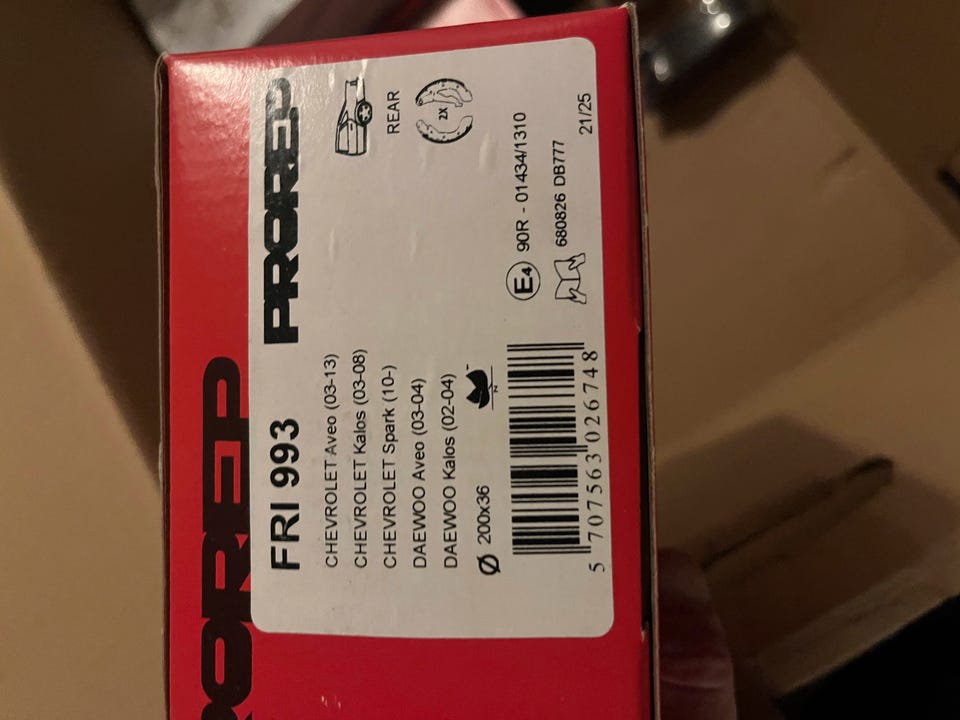 PROREP
FRI 993
PROREP
CHEVROLET Aveo (03-13)
CHEVROLET Kalos (03-08)
CHEVROLET Spark (10-)
DAEWOO Aveo (03-04)
DAEWOO Kalos (02-04)
REAR
2X
Ø 200x36
N
E4 90R - 01434/1310
680826 DB777
5 707563 026748
21/25